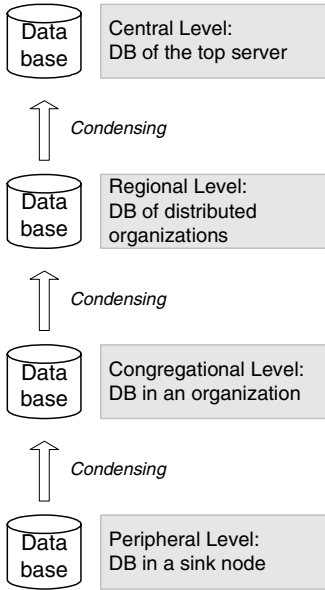 Data
base
Central Level:
DB of the top server
Condensing
Data
base
Regional Level:
DB of distributed
organizations
Condensing
Data
base
Congregational Level:
DB in an organization
Condensing
Data
base
Peripheral Level:
DB in a sink node